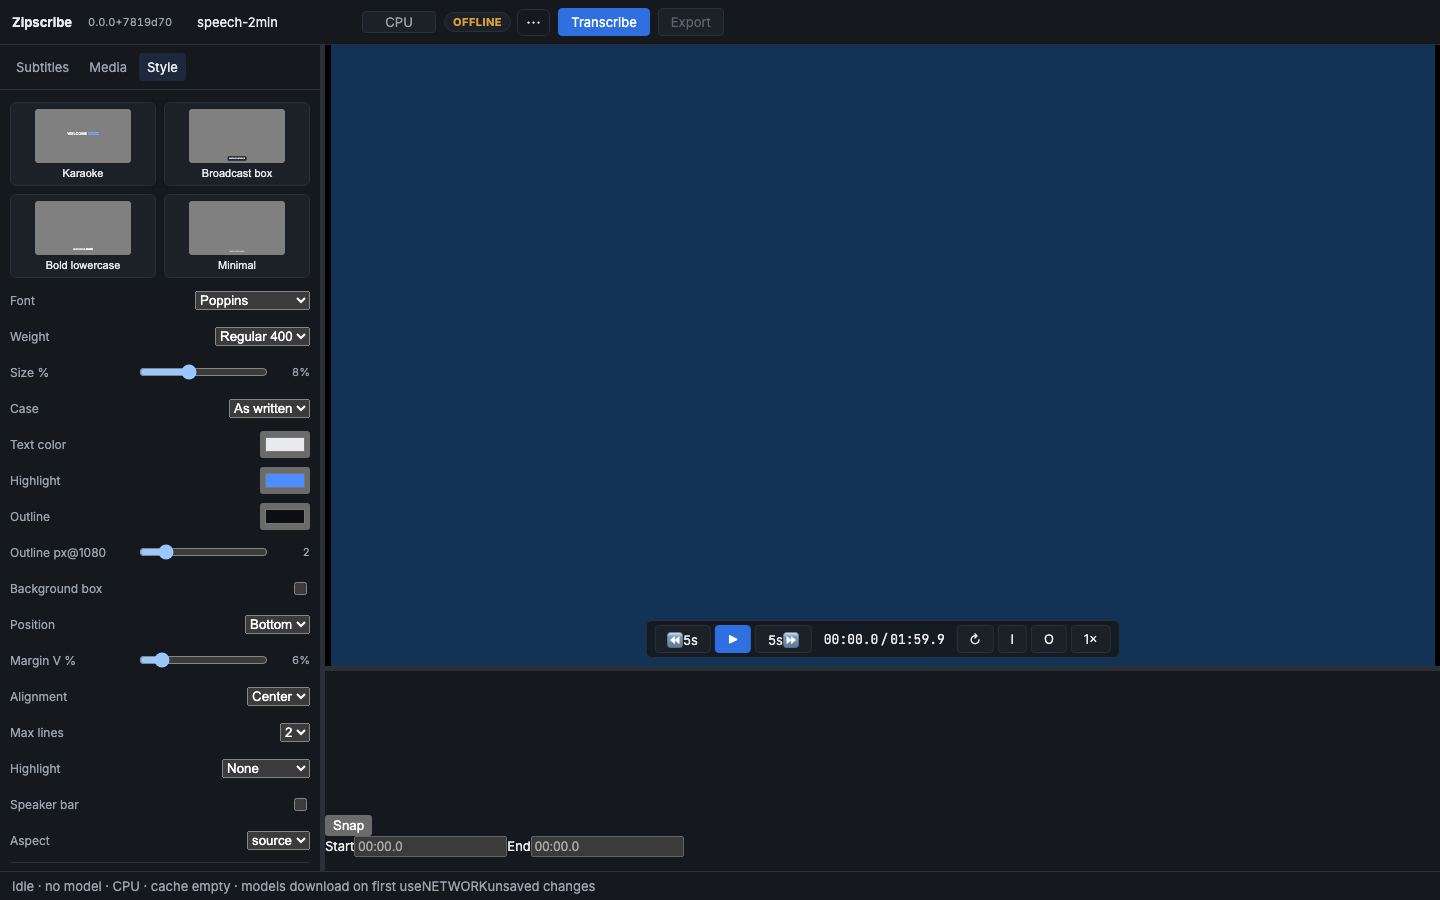 Zipscribe 0.0.0+7819d70 speech-2min CPU OFFLINE ··· Transcribe Export
Subtitles Media Style
WELCOME
Karaoke Broadcast box
Bold lowercase Minimal
Font Poppins
Weight Regular 400
Size % 8%
Case As written
Text color
Highlight
Outline
Outline px@1080 2
Background box
Position Bottom
Margin V % 6%
Alignment Center
Max lines 2
Highlight None
Speaker bar
Aspect source
⏪5s ▶ 5s⏩ 00:00.0/01:59.9 ↻ I O 1×
Snap
Start 00:00.0 End 00:00.0
Idle · no model · CPU · cache empty · models download on first useNETWORKunsaved changes